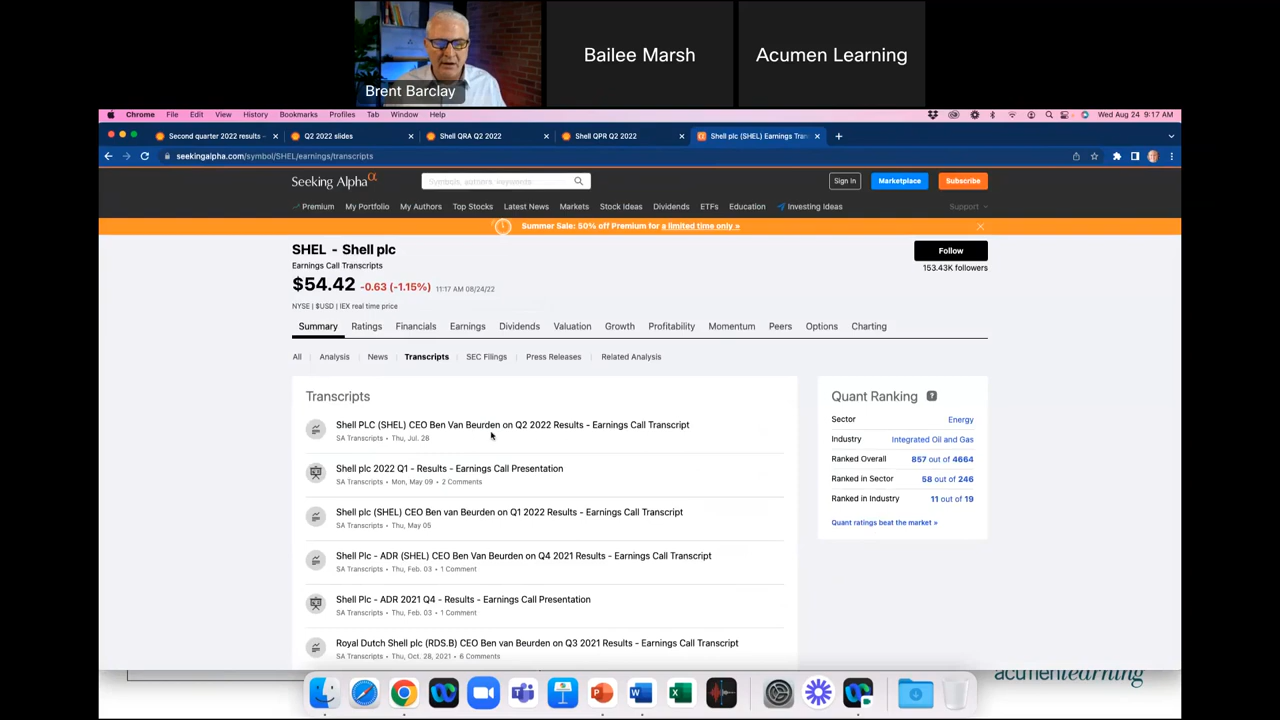 Brent Barclay
Bailee Marsh
Acumen Learning
Chrome File Edit View History Bookmarks Profiles Tab Window Help
Wed Aug 24 9:17 AM
Second quarter 2022 results -
Q2 2022 slides
Shell QRA Q2 2022
Shell QPR Q2 2022
Shell plc (SHEL) Earnings Tran
seekingalpha.com/symbol/SHEL/earnings/transcripts
Seeking Alpha α
Symbols, authors, keywords
Sign In
Marketplace
Subscribe
Premium My Portfolio My Authors Top Stocks Latest News Markets Stock Ideas Dividends ETFs Education Investing Ideas Support
Summer Sale: 50% off Premium for a limited time only »
SHEL - Shell plc
Earnings Call Transcripts
$54.42 -0.63 (-1.15%) 11:17 AM 08/24/22
NYSE | $USD | IEX real time price
Follow
153.43K followers
Summary Ratings Financials Earnings Dividends Valuation Growth Profitability Momentum Peers Options Charting
All Analysis News Transcripts SEC Filings Press Releases Related Analysis
Transcripts
Shell PLC (SHEL) CEO Ben Van Beurden on Q2 2022 Results - Earnings Call Transcript
SA Transcripts • Thu, Jul. 28
Shell plc 2022 Q1 - Results - Earnings Call Presentation
SA Transcripts • Mon, May 09 • 2 Comments
Shell plc (SHEL) CEO Ben van Beurden on Q1 2022 Results - Earnings Call Transcript
SA Transcripts • Thu, May 05
Shell Plc - ADR (SHEL) CEO Ben Van Beurden on Q4 2021 Results - Earnings Call Transcript
SA Transcripts • Thu, Feb. 03 • 1 Comment
Shell Plc - ADR 2021 Q4 - Results - Earnings Call Presentation
SA Transcripts • Thu, Feb. 03 • 1 Comment
Royal Dutch Shell plc (RDS.B) CEO Ben van Beurden on Q3 2021 Results - Earnings Call Transcript
SA Transcripts • Thu, Oct. 28, 2021 • 6 Comments
Quant Ranking ?
Sector Energy
Industry Integrated Oil and Gas
Ranked Overall 857 out of 4664
Ranked in Sector 58 out of 246
Ranked in Industry 11 out of 19
Quant ratings beat the market »
acumenlearning